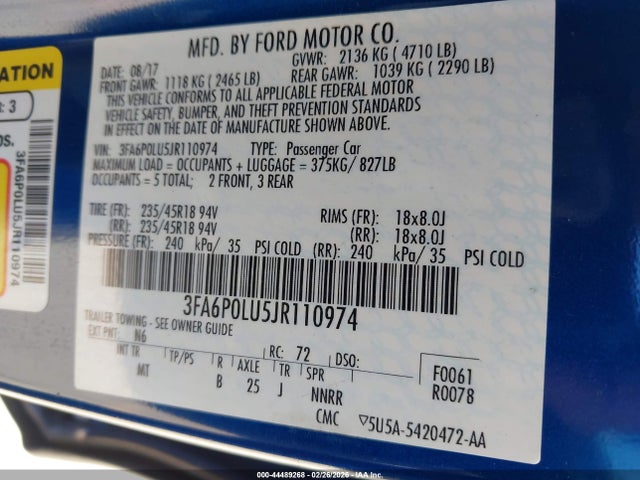 MFD. BY FORD MOTOR CO.
DATE: 08/17
GVWR: 2136 KG ( 4710 LB)
FRONT GAWR: 1118 KG ( 2465 LB)
REAR GAWR: 1039 KG ( 2290 LB)
THIS VEHICLE CONFORMS TO ALL APPLICABLE FEDERAL MOTOR
VEHICLE SAFETY, BUMPER, AND THEFT PREVENTION STANDARDS
IN EFFECT ON THE DATE OF MANUFACTURE SHOWN ABOVE.
VIN: 3FA6P0LU5JR110974 TYPE: Passenger Car
MAXIMUM LOAD = OCCUPANTS + LUGGAGE = 375KG/ 827LB
OCCUPANTS = 5 TOTAL; 2 FRONT, 3 REAR
TIRE (FR): 235/45R18 94V RIMS (FR): 18x8.0J
(RR): 235/45R18 94V (RR): 18x8.0J
PRESSURE (FR): 240 kPa/ 35 PSI COLD (RR): 240 kPa/ 35 PSI COLD
3FA6P0LU5JR110974
TRAILER TOWING - SEE OWNER GUIDE
EXT PNT: N6 RC: 72 DSO:
INT TR TP/PS R AXLE TR SPR
MT B 25 J NNRR
F0061
R0078
CMC ▽5U5A-5420472-AA
3
3FA6P0LU5JR110974
000-44489268 - 02/26/2026 - IAAHQC1